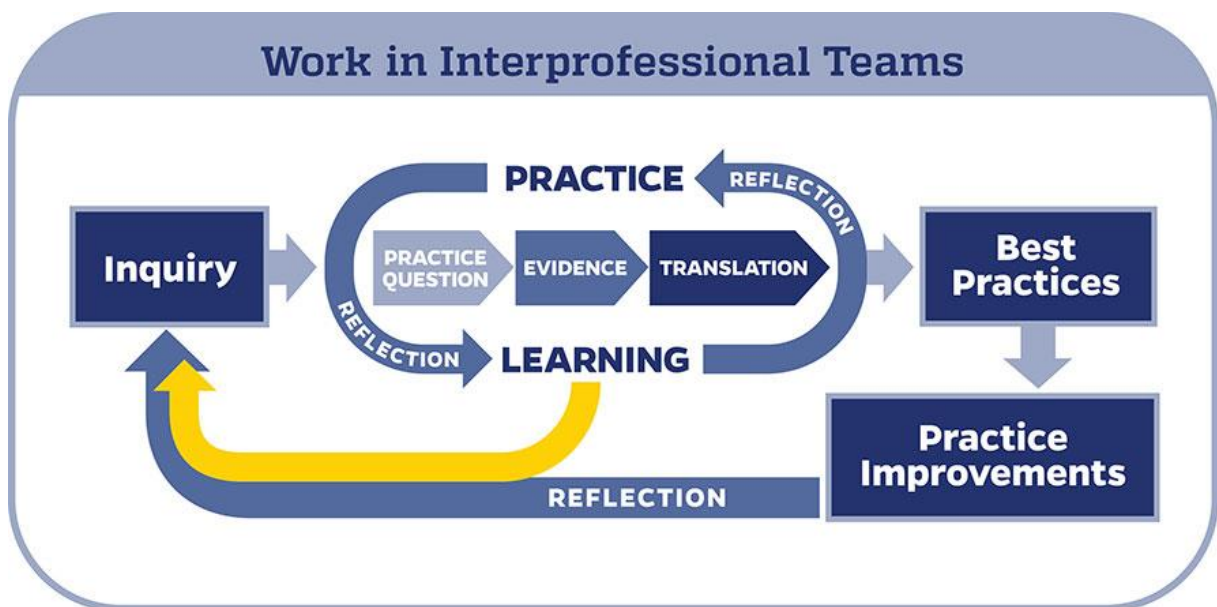 Work in Interprofessional Teams
PRACTICE
REFLECTION
Inquiry
PRACTICE
QUESTION
EVIDENCE
TRANSLATION
Best
Practices
REFLECTION
LEARNING
Practice
Improvements
REFLECTION